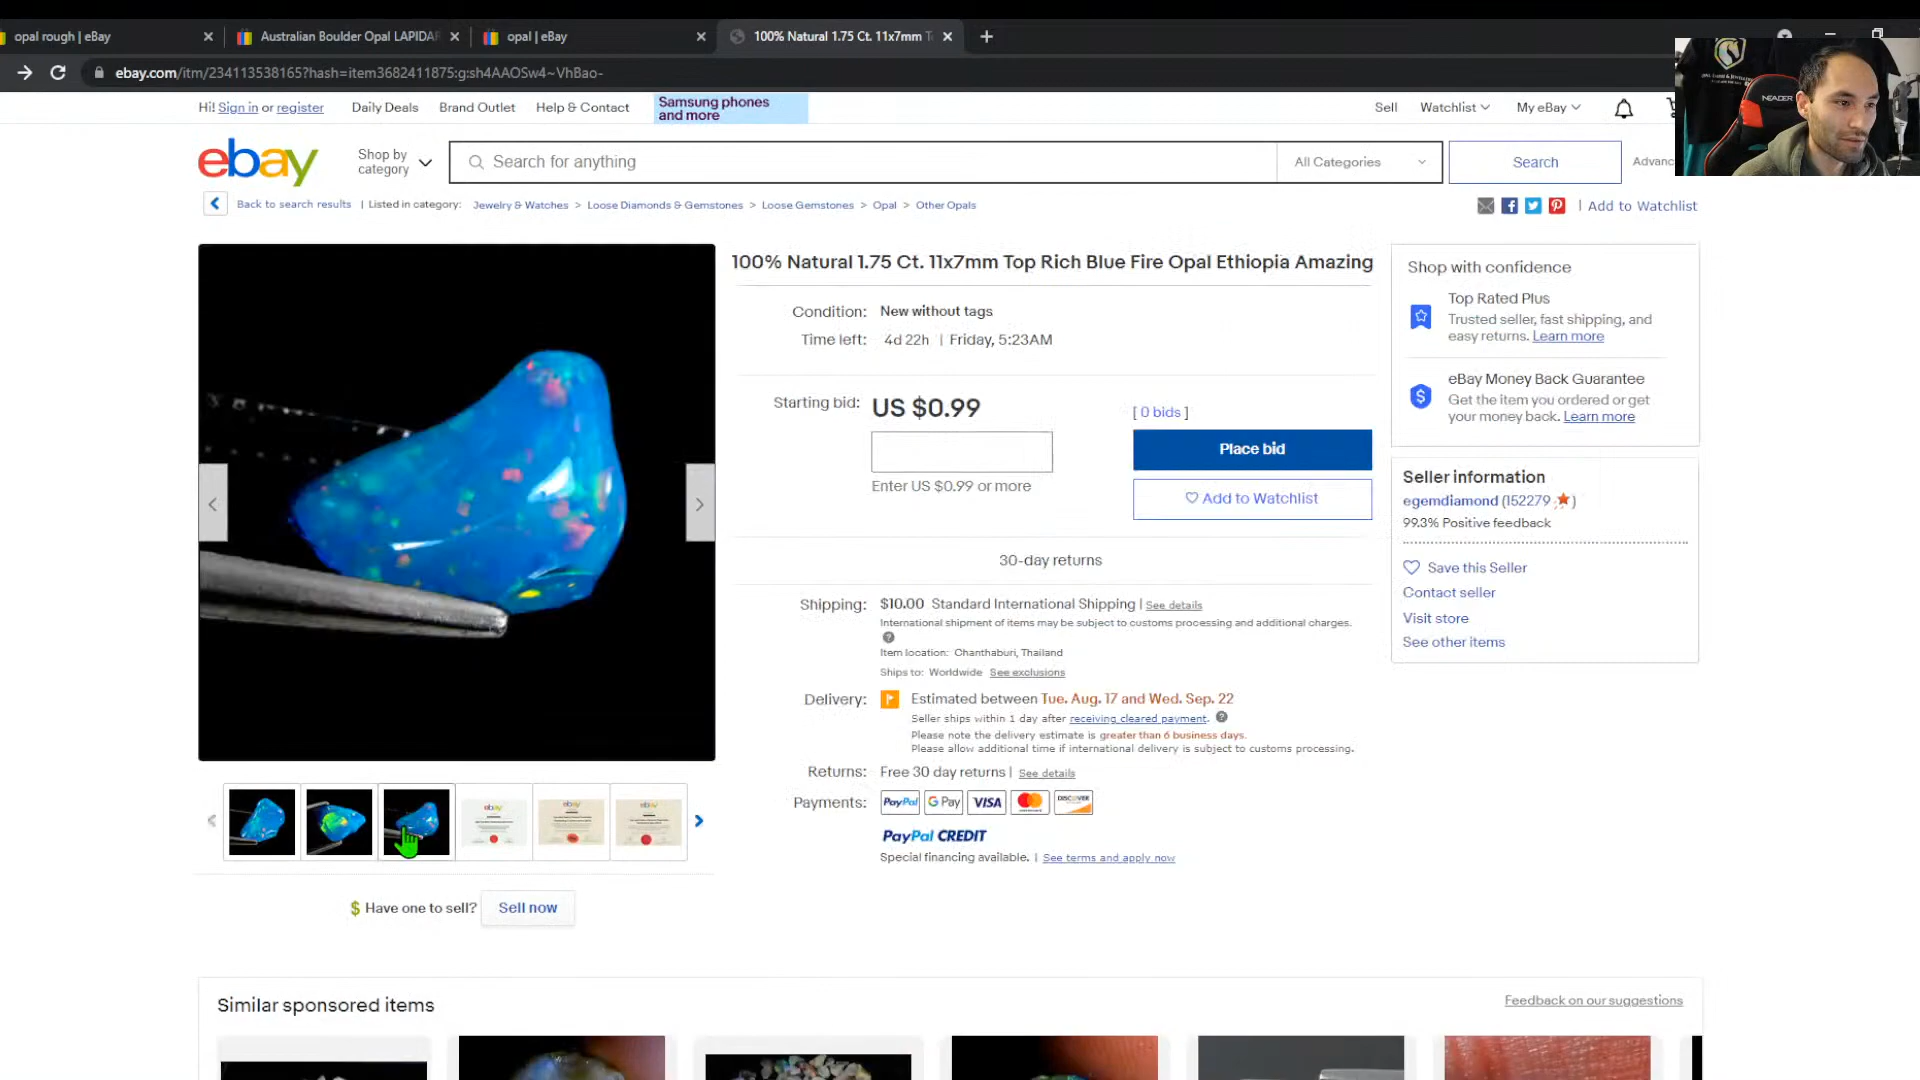 opal rough | eBay
Australian Boulder Opal LAPIDAR
opal | eBay
100% Natural 1.75 Ct. 11x7mm T
ebay.com/itm/234113538165?hash=item3682411875:g:sh4AAOSw4~VhBao-
NEADER
Hi! Sign in or register
Daily Deals
Brand Outlet
Help & Contact
Samsung phones
and more
Sell
Watchlist
My eBay
ebay
Shop by
category
Search for anything
All Categories
Search
Advanc
Back to search results | Listed in category: Jewelry & Watches > Loose Diamonds & Gemstones > Loose Gemstones > Opal > Other Opals
| Add to Watchlist
100% Natural 1.75 Ct. 11x7mm Top Rich Blue Fire Opal Ethiopia Amazing
Condition: New without tags
Time left: 4d 22h | Friday, 5:23AM
Starting bid: US $0.99
[ 0 bids ]
Place bid
Enter US $0.99 or more
Add to Watchlist
30-day returns
Shipping: $10.00 Standard International Shipping | See details
International shipment of items may be subject to customs processing and additional charges.
Item location: Chanthaburi, Thailand
Ships to: Worldwide See exclusions
Delivery: Estimated between Tue. Aug. 17 and Wed. Sep. 22
Seller ships within 1 day after receiving cleared payment.
Please note the delivery estimate is greater than 6 business days.
Please allow additional time if international delivery is subject to customs processing.
Returns: Free 30 day returns | See details
Payments: PayPal G Pay VISA DISCOVER
PayPal CREDIT
Special financing available. | See terms and apply now
Shop with confidence
Top Rated Plus
Trusted seller, fast shipping, and
easy returns. Learn more
eBay Money Back Guarantee
Get the item you ordered or get
your money back. Learn more
Seller information
egemdiamond (152279 )
99.3% Positive feedback
Save this Seller
Contact seller
Visit store
See other items
ebay
ebay
ebay
$ Have one to sell? Sell now
Similar sponsored items
Feedback on our suggestions